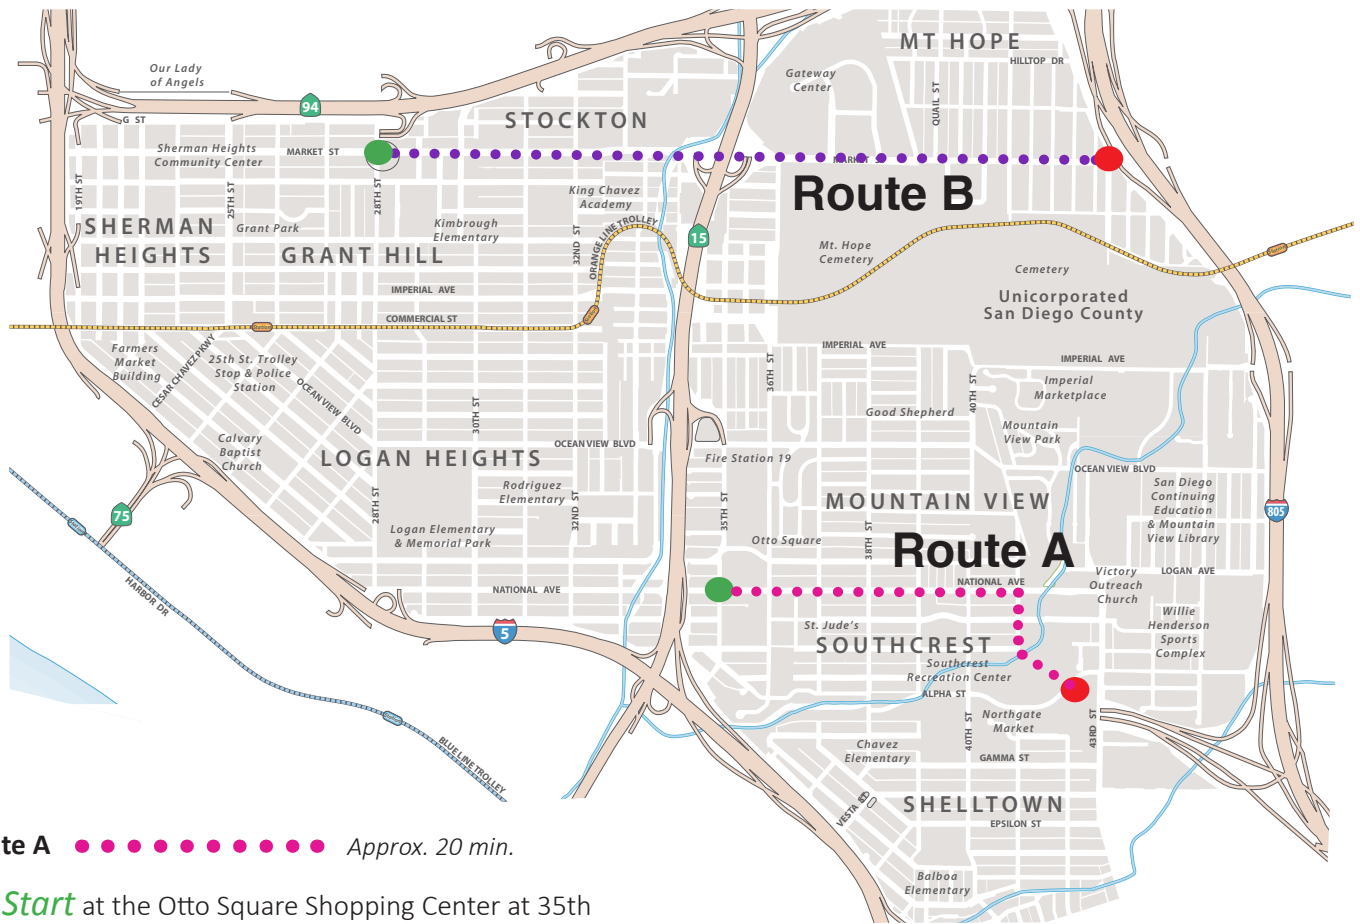 MT HOPE
HILLTOP DR
Our Lady
of Angels
Gateway
Center
QUAIL ST
94
G ST
STOCKTON
Sherman Heights
Community Center
MARKET ST
MARKET S
19TH ST
25TH ST
28TH ST
King Chavez
Academy
Route B
SHERMAN
HEIGHTS
Grant Park
Kimbrough
Elementary
GRANT HILL
32ND ST
ORANGE LINE TROLLEY
15
Mt. Hope
Cemetery
Cemetery
Station
IMPERIAL AVE
Unicorporated
San Diego County
COMMERCIAL ST
Station
Farmers
Market
Building
CESAR CHAVEZ PKWY
25th St. Trolley
Stop & Police
Station
OCEAN VIEW BLVD
IMPERIAL AVE
IMPERIAL AVE
36TH ST
40TH ST
Imperial
Marketplace
30TH ST
Good Shepherd
Mountain
View Park
Calvary
Baptist
Church
LOGAN HEIGHTS
OCEAN VIEW BLVD
Fire Station 19
OCEAN VIEW BLVD
Rodriguez
Elementary
28TH ST
32ND ST
35TH ST
MOUNTAIN VIEW
San Diego
Continuing
Education
& Mountain
View Library
805
75
Logan Elementary
& Memorial Park
Otto Square
38TH ST
Route A
HARBOR DR
NATIONAL AVE
NATIONAL AVE
Victory
Outreach
Church
LOGAN AVE
5
St. Jude's
SOUTHCREST
Willie
Henderson
Sports
Complex
Southcrest
Recreation Center
ALPHA ST
Northgate
Market
40TH ST
43RD ST
BLUE LINE TROLLEY
Chavez
Elementary
GAMMA ST
VESTA ST
SHELLTOWN
EPSILON ST
Balboa
Elementary
te A Approx. 20 min.
Start at the Otto Square Shopping Center at 35th